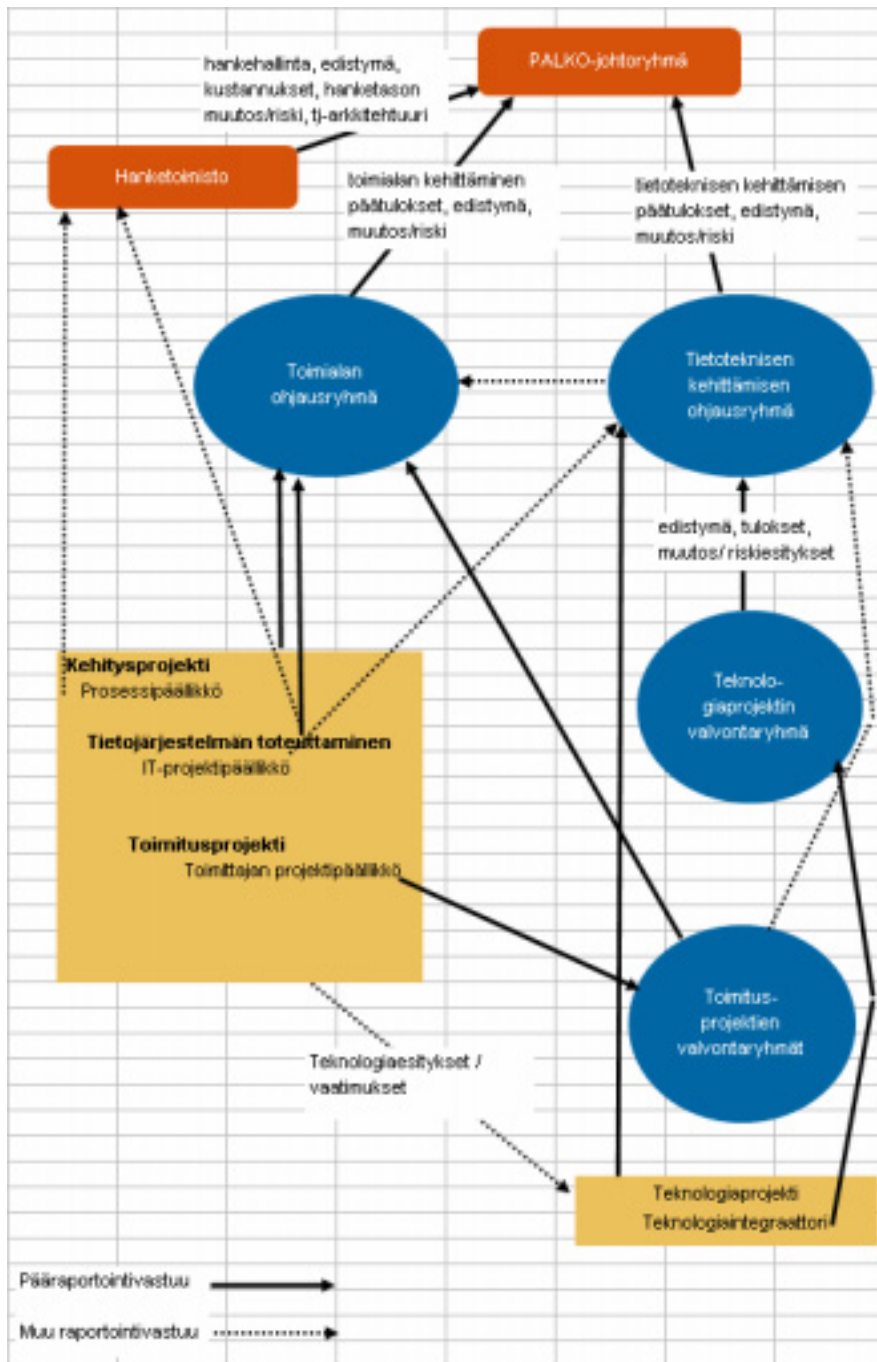 PALKO-johtoryhmä
hankehallinta, edistymä,
kustannukset, hanketason
muutos/riski, tj-arkkitehtuuri
Hanketoimisto
toimialan kehittäminen
päätulokset, edistymä,
muutos/riski
tietoteknisen kehittämisen
päätulokset, edistymä,
muutos/riski
Toimialan
ohjausryhmä
Tietoteknisen
kehittämisen
ohjausryhmä
edistymä, tulokset,
muutos/ riskiesitykset
Kehitysprojekti
Prosessipäällikkö
Tietojärjestelmän toteuttaminen
IT-projektipäällikkö
Toimitusprojekti
Toimittajan projektipäällikkö
Teknolo-
giaprojektin
valvontaryhmä
Toimitus-
projektien
valvontaryhmät
Teknologiaesitykset /
vaatimukset
Teknologiaprojekti
Teknologiaintegraattori
Pääraportointivastuu
Muu raportointivastuu